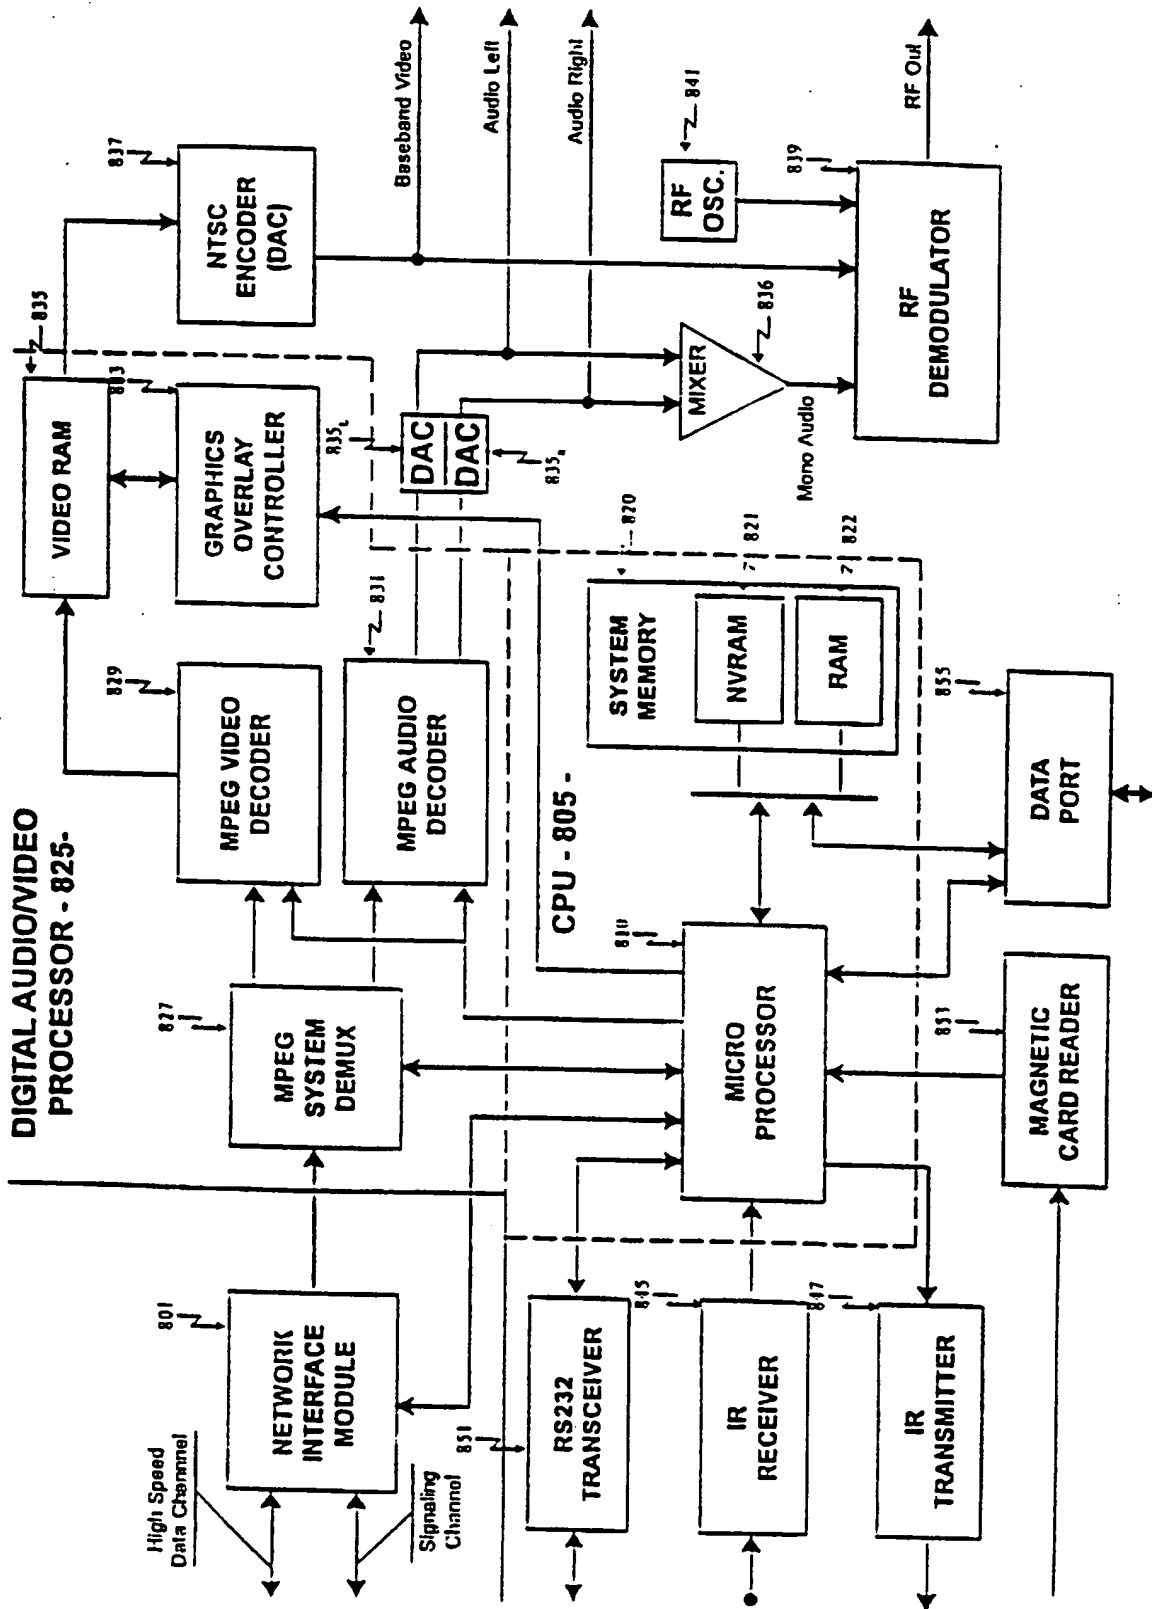 DIGITAL AUDIO/VIDEO
PROCESSOR - 825-
High Speed
Data Channnel
Signaling
Channel
801
NETWORK
INTERFACE
MODULE
827
MPEG
SYSTEM
DEMUX
829
MPEG VIDEO
DECODER
831
MPEG AUDIO
DECODER
835
VIDEO RAM
GRAPHICS
OVERLAY
CONTROLLER
837
NTSC
ENCODER
(DAC)
835L
DAC
DAC
835R
Baseband Video
Audio Left
Audio Right
CPU - 805 -
851
RS232
TRANSCEIVER
845
IR
RECEIVER
847
IR
TRANSMITTER
810
MICRO
PROCESSOR
820
SYSTEM
MEMORY
821
NVRAM
822
RAM
MIXER
836
Mono Audio
RF
OSC.
841
839
RF
DEMODULATOR
RF Out
MAGNETIC
CARD READER
855
DATA
PORT